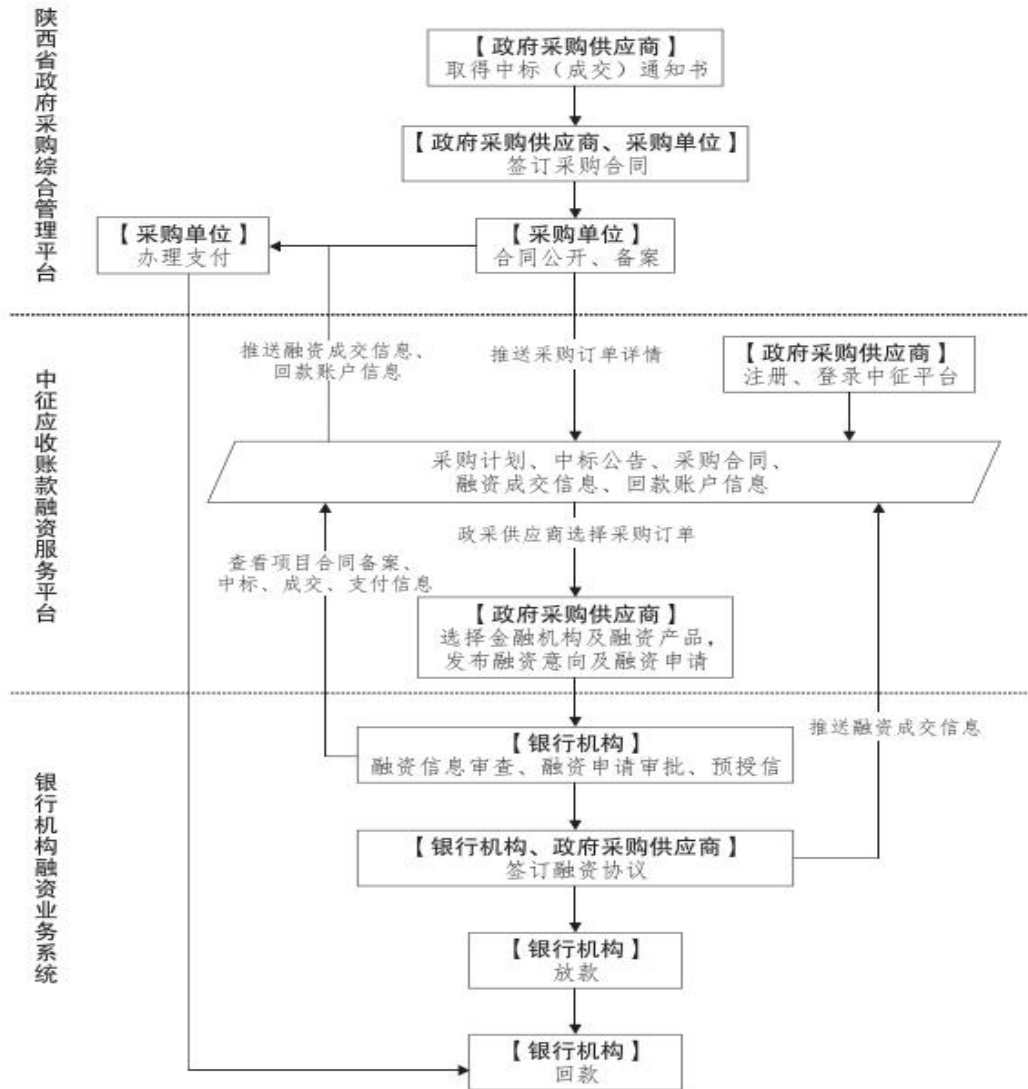 陕西省政府采购综合管理平台
【政府采购供应商】
取得中标（成交）通知书
【政府采购供应商、采购单位】
签订采购合同
【采购单位】
办理支付
【采购单位】
合同公开、备案
中征应收账款融资服务平台
推送融资成交信息、
回款账户信息
推送采购订单详情
【政府采购供应商】
注册、登录中征平台
采购计划、中标公告、采购合同、
融资成交信息、回款账户信息
政采供应商选择采购订单
查看项目合同备案、
中标、成交、支付信息
【政府采购供应商】
选择金融机构及融资产品，
发布融资意向及融资申请
银行机构融资业务系统
推送融资成交信息
【银行机构】
融资信息审查、融资申请审批、预授信
【银行机构、政府采购供应商】
签订融资协议
【银行机构】
放款
【银行机构】
回款